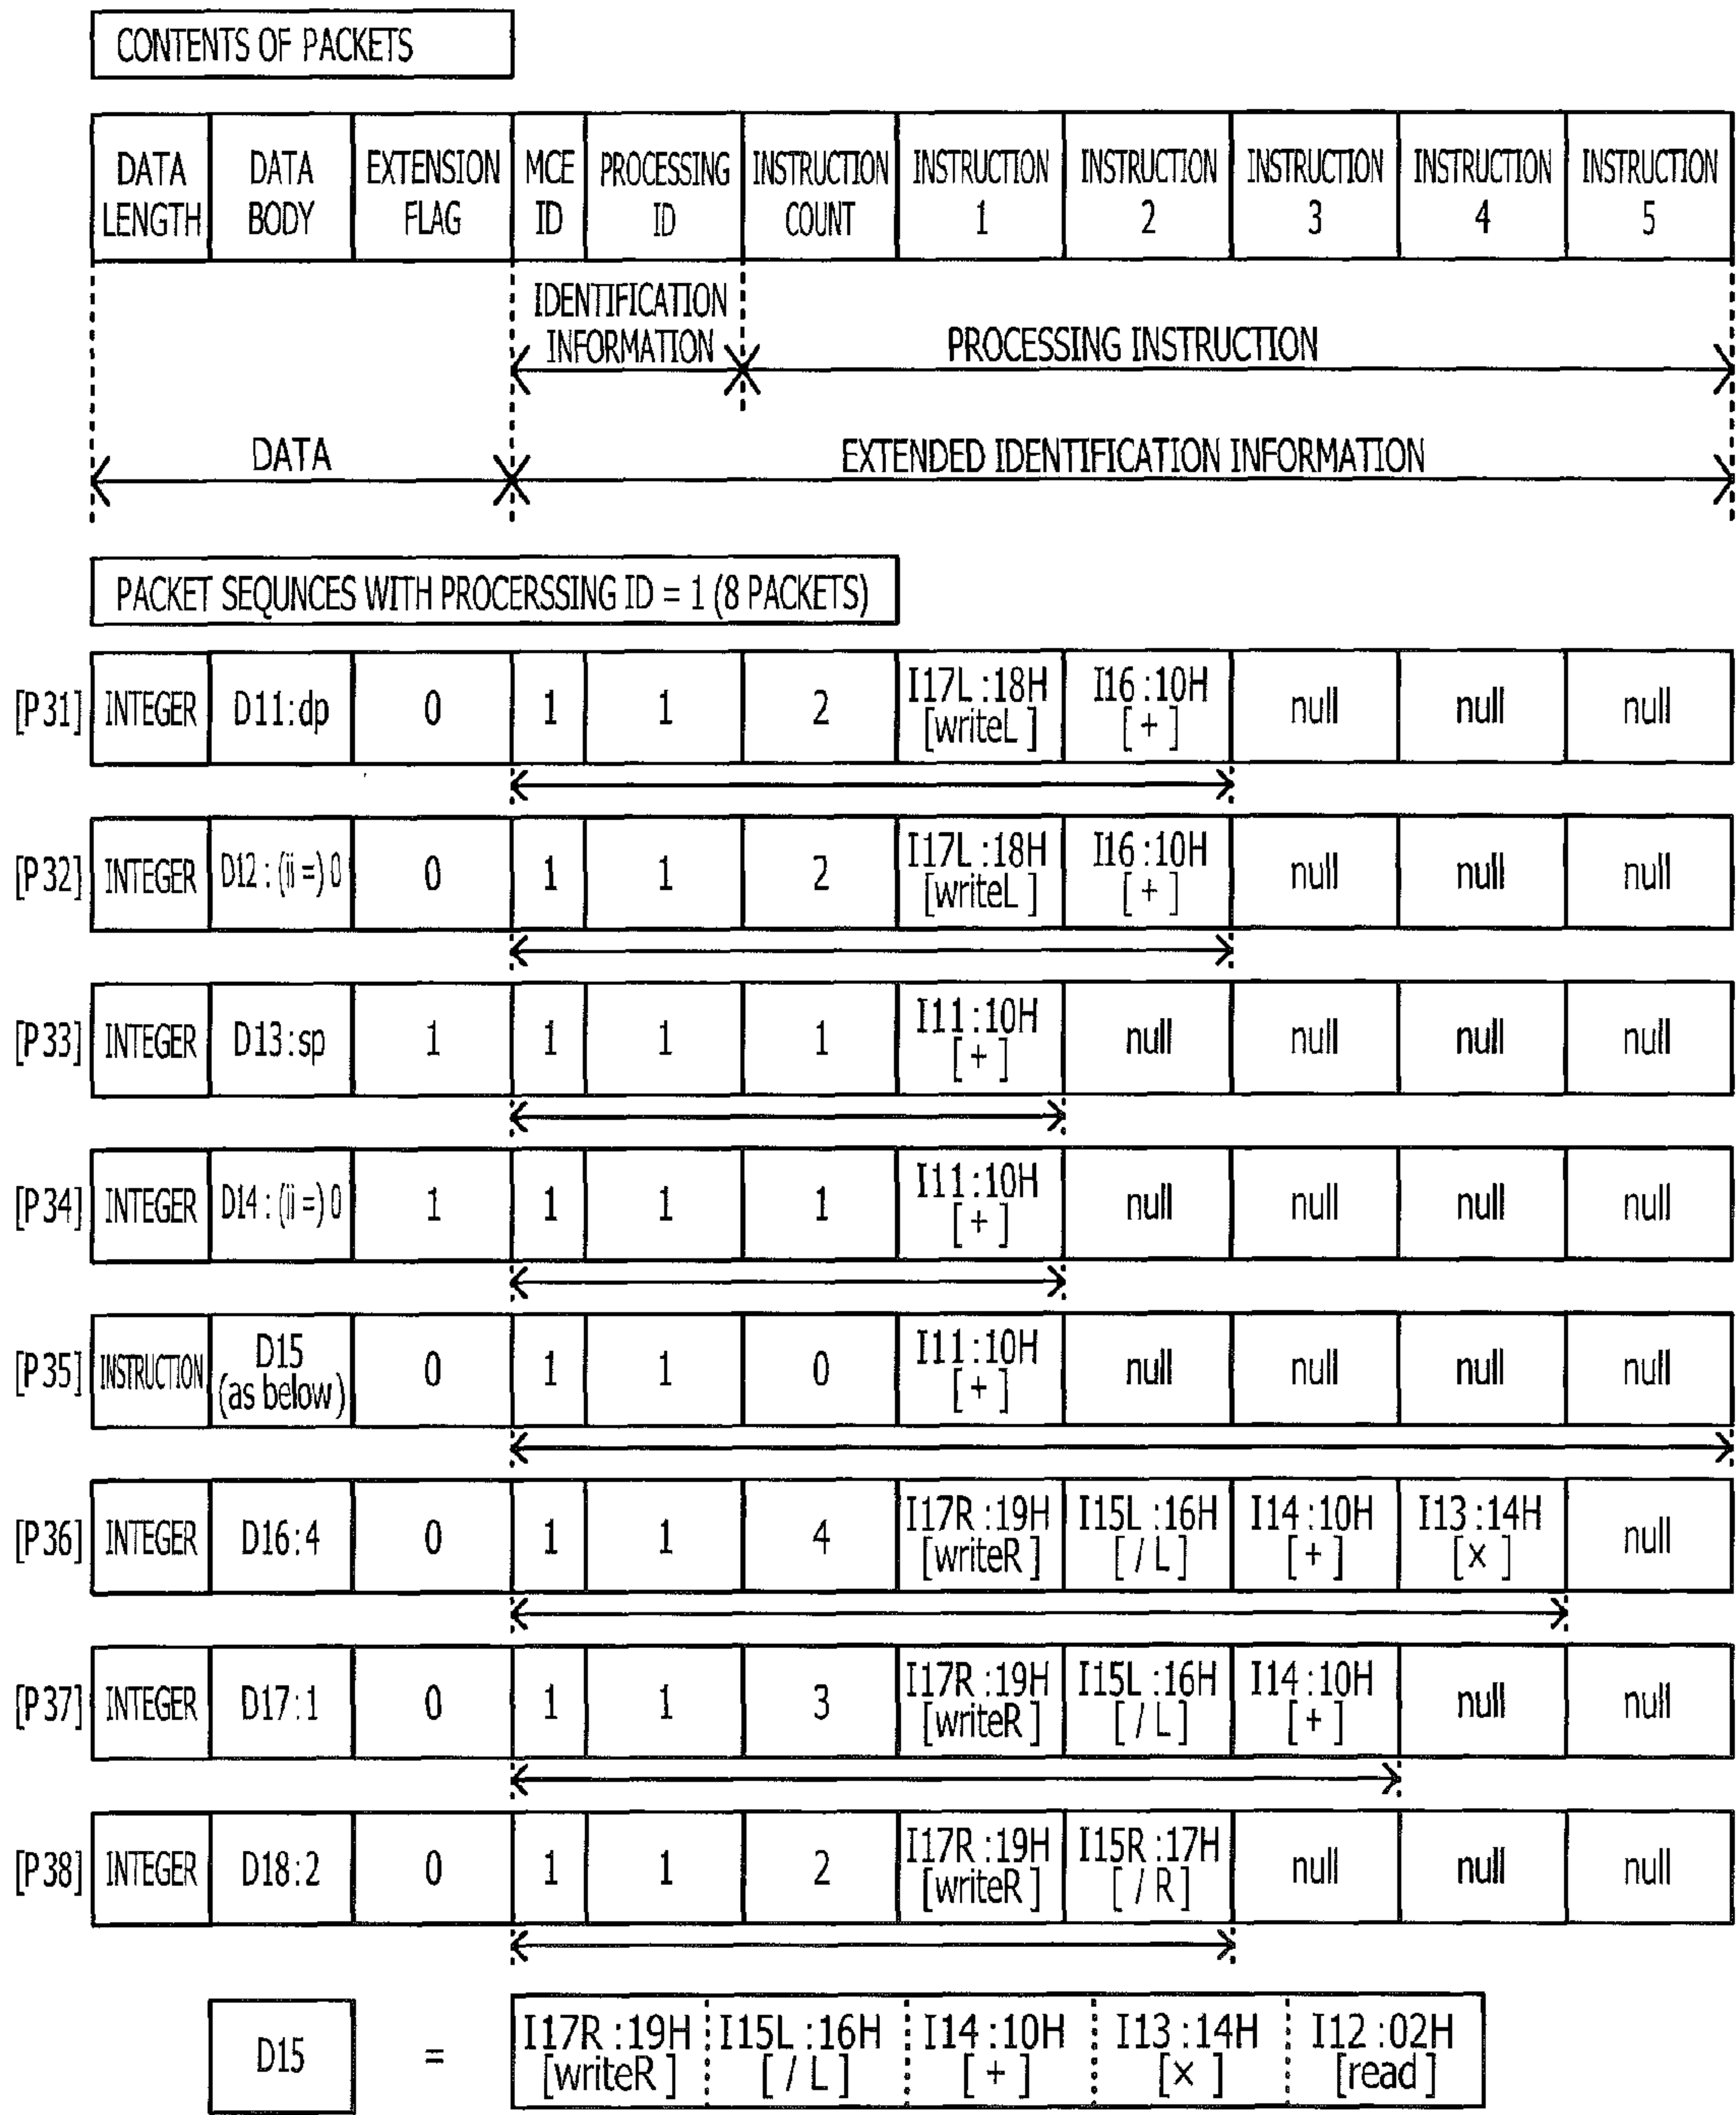 CONTENTS OF PACKETS
DATA LENGTH DATA BODY EXTENSION FLAG MCE ID PROCESSING ID INSTRUCTION COUNT INSTRUCTION 1 INSTRUCTION 2 INSTRUCTION 3 INSTRUCTION 4 INSTRUCTION 5
IDENTIFICATION
INFORMATION
PROCESSING INSTRUCTION
DATA
EXTENDED IDENTIFICATION INFORMATION
PACKET SEQUNCES WITH PROCERSSING ID = 1 (8 PACKETS)
[P31] INTEGER D11:dp 0 1 1 2 I17L:18H [writeL] I16:10H [+] null null null
[P32] INTEGER D12:(ii=)0 0 1 1 2 I17L:18H [writeL] I16:10H [+] null null null
[P33] INTEGER D13:sp 1 1 1 1 I11:10H [+] null null null null
[P34] INTEGER D14:(ii=)0 1 1 1 1 I11:10H [+] null null null null
[P35] INSTRUCTION D15 (as below) 0 1 1 0 I11:10H [+] null null null null
[P36] INTEGER D16:4 0 1 1 4 I17R:19H [writeR] I15L:16H [/L] I14:10H [+] I13:14H [×] null
[P37] INTEGER D17:1 0 1 1 3 I17R:19H [writeR] I15L:16H [/L] I14:10H [+] null null
[P38] INTEGER D18:2 0 1 1 2 I17R:19H [writeR] I15R:17H [/R] null null null
D15 = I17R:19H [writeR] I15L:16H [/L] I14:10H [+] I13:14H [×] I12:02H [read]